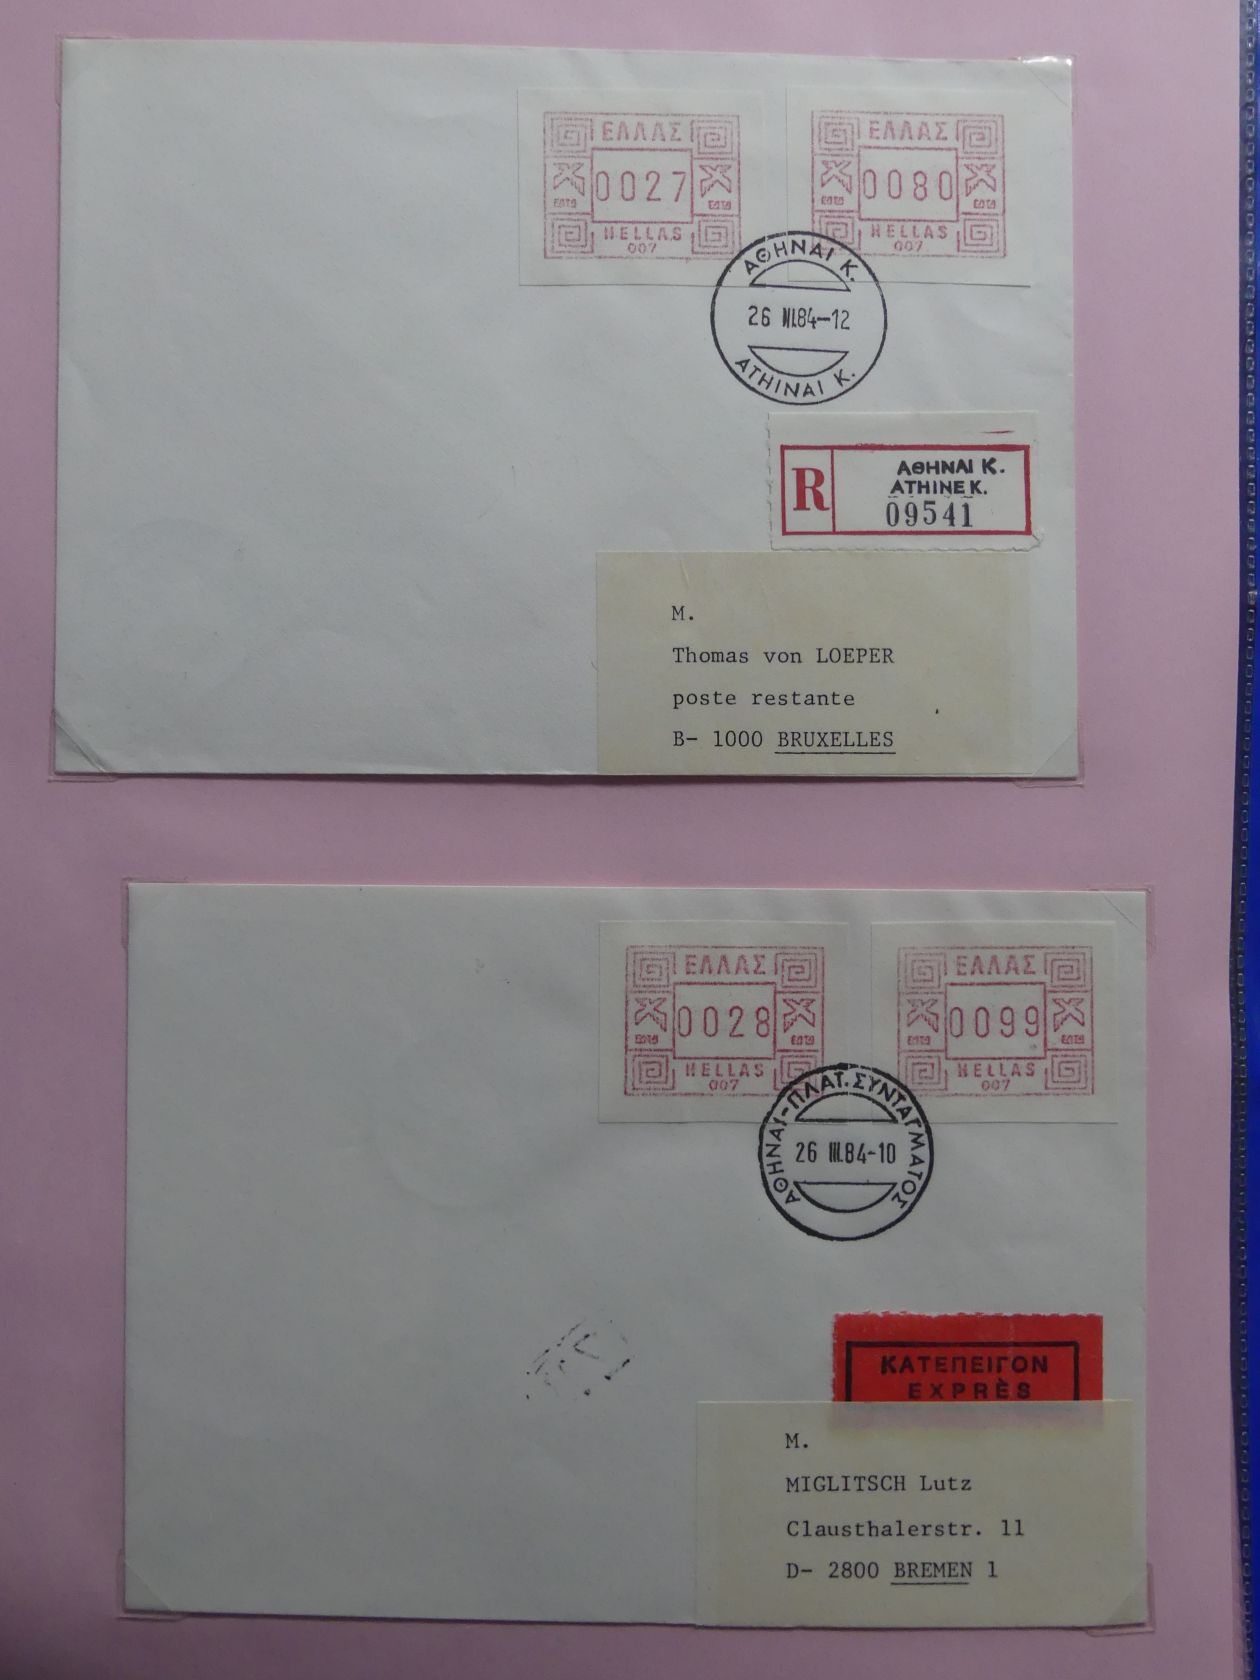 ΕΛΛΑΣ
0027
HELLAS
007
ΕΛΛΑΣ
0080
HELLAS
007
ΑΘΗΝΑΙ Κ.
26 III.84-12
ATHINAI K.
R
ΑΘΗΝΑΙ Κ.
ATHINE K.
09541
M.
Thomas von LOEPER
poste restante
B- 1000 BRUXELLES
ΕΛΛΑΣ
0028
HELLAS
007
ΕΛΛΑΣ
0099
HELLAS
007
ΑΘΗΝΑΙ-ΠΛΑΤ. ΣΥΝΤΑΓΜΑΤΟΣ
26 III.84-10
ΚΑΤΕΠΕΙΓΟΝ
EXPRÈS
M.
MIGLITSCH Lutz
Clausthalerstr. 11
D- 2800 BREMEN 1